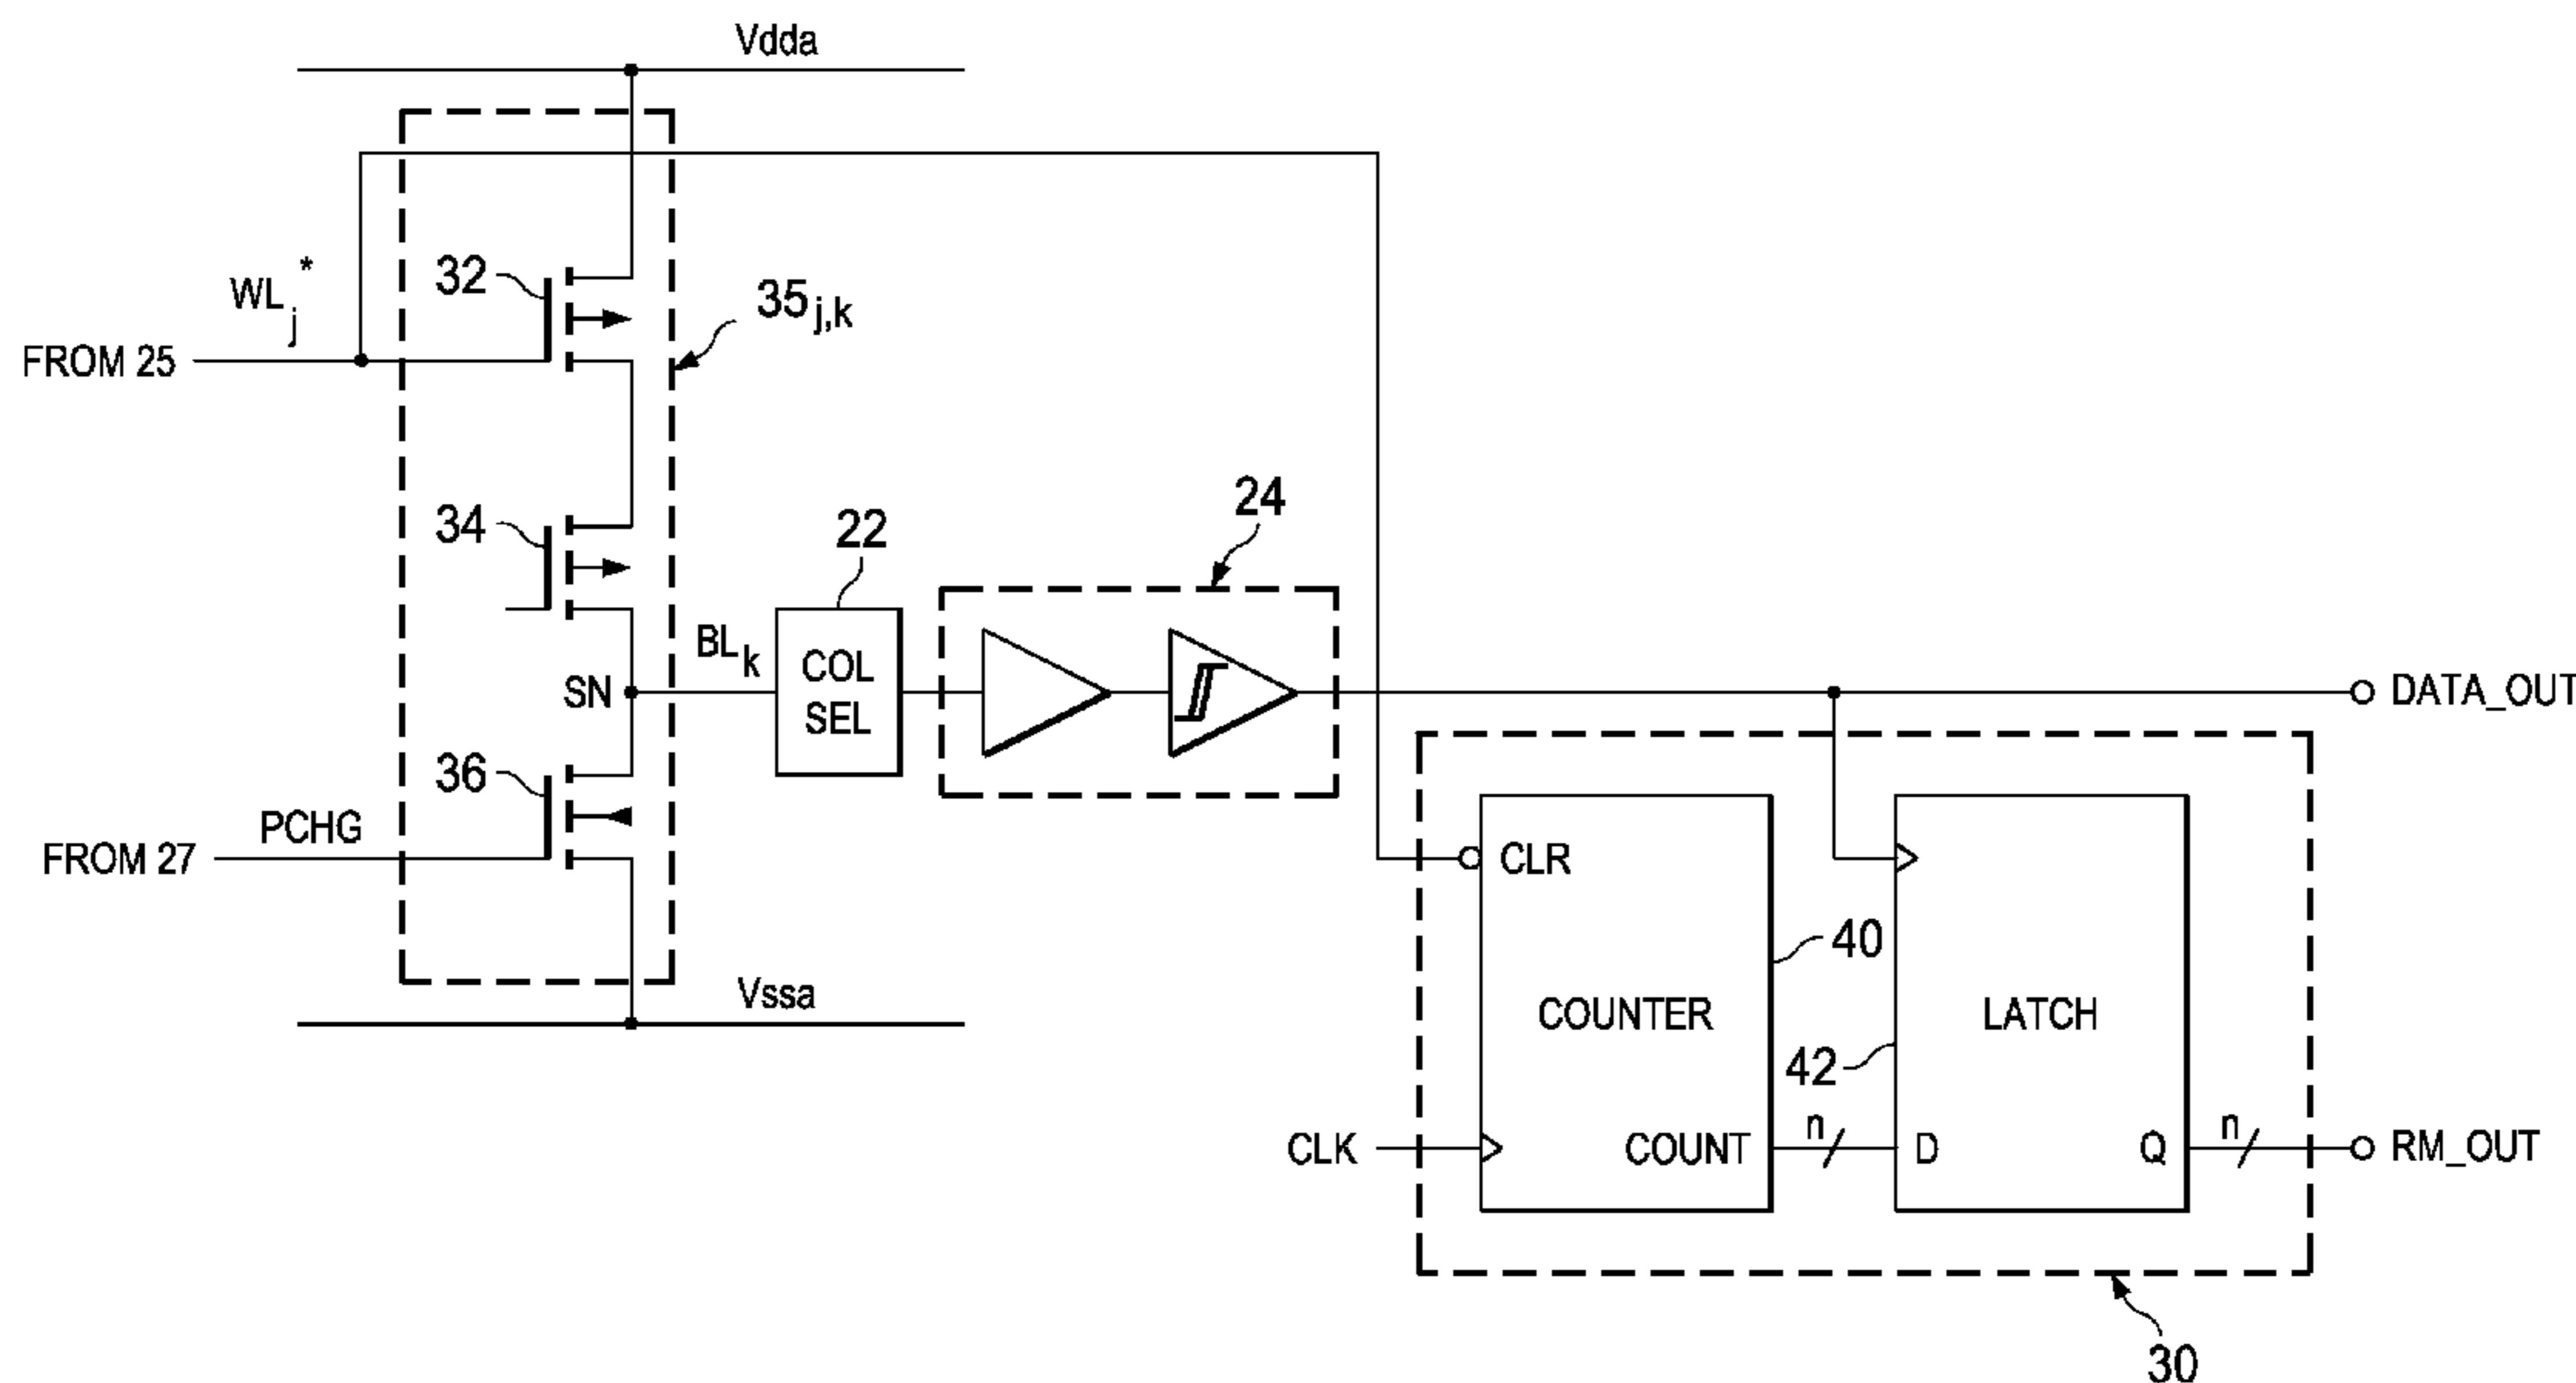 Vdda
WLj*
32
35j,k
FROM 25
34
22
24
BLk
COL
SEL
SN
DATA_OUT
36
PCHG
FROM 27
CLR
40
Vssa
COUNTER
LATCH
42
n
n
CLK
COUNT
D
Q
RM_OUT
30